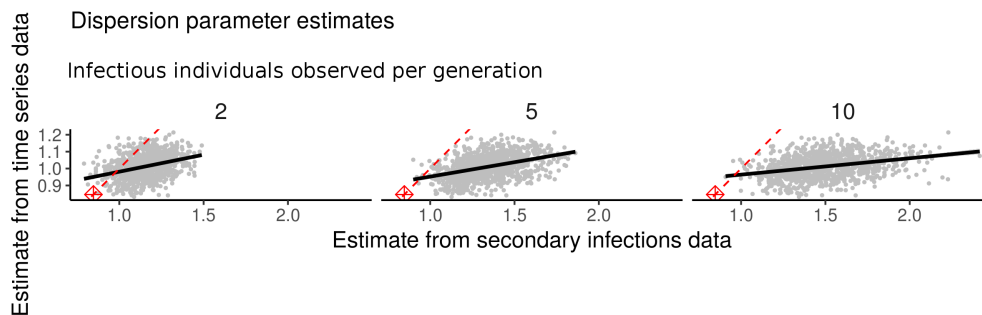 Dispersion parameter estimates
Infectious individuals observed per generation
2 5 10
Estimate from time series data
1.2
1.1
1.0
0.9
1.0 1.5 2.0 1.0 1.5 2.0 1.0 1.5 2.0
Estimate from secondary infections data